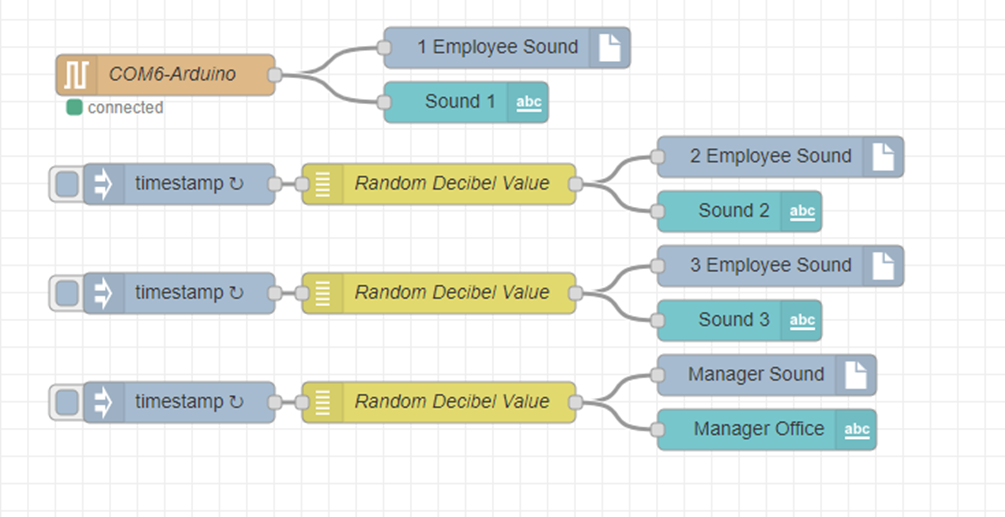 1 Employee Sound
COM6-Arduino
connected
Sound 1 abc
2 Employee Sound
timestamp ↻ Random Decibel Value
Sound 2 abc
3 Employee Sound
timestamp ↻ Random Decibel Value
Sound 3 abc
Manager Sound
timestamp ↻ Random Decibel Value
Manager Office abc